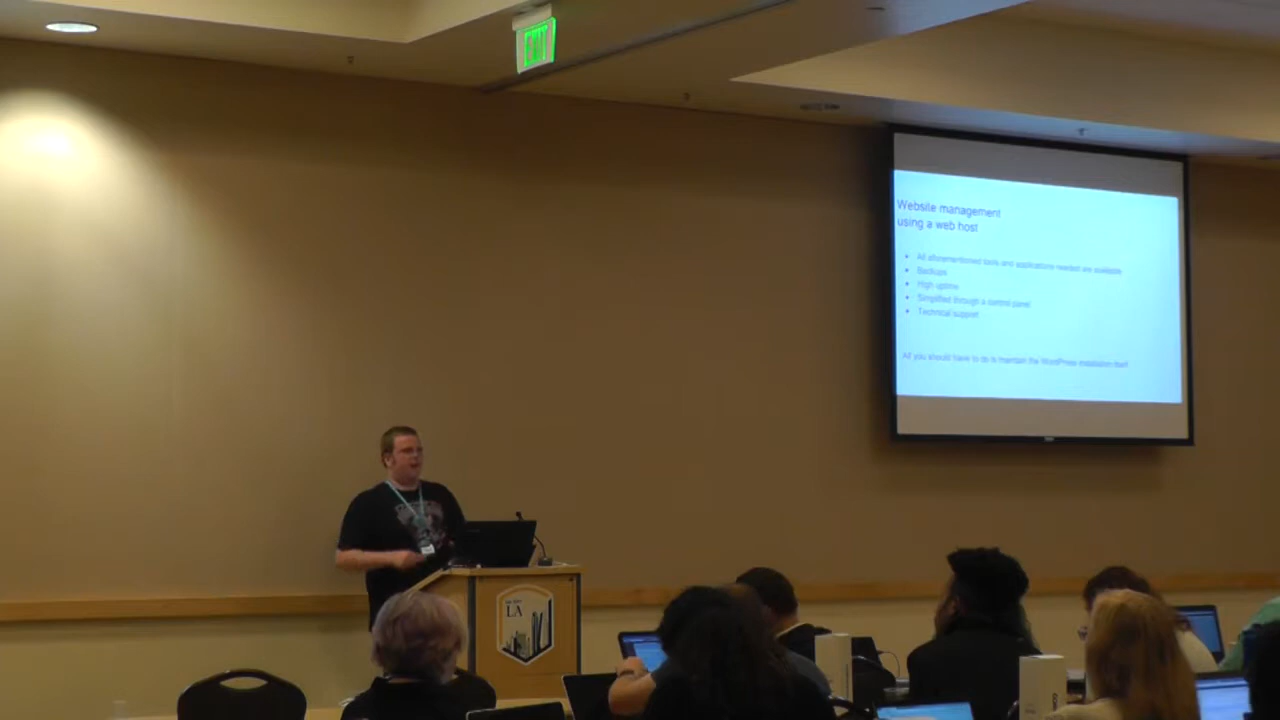 EXIT
Website management
using a web host
• All aforementioned tools and applications needed are available
• Backups
• High uptime
• Simplified through a control panel
• Technical support
All you should have to do is maintain the WordPress installation itself
LA